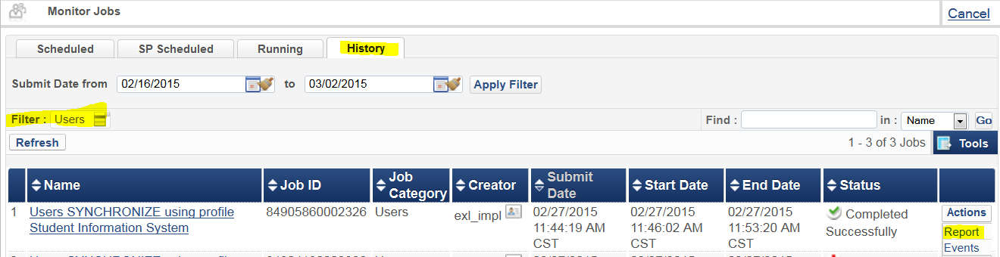 Monitor Jobs
Cancel
Scheduled SP Scheduled Running History
Submit Date from 02/16/2015 to 03/02/2015 Apply Filter
Filter : Users Find : in : Name Go
Refresh 1 - 3 of 3 Jobs Tools
Name Job ID Job Category Creator Submit Date Start Date End Date Status
1 Users SYNCHRONIZE using profile Student Information System 84905860002326 Users exl_impl 02/27/2015 11:44:19 AM CST 02/27/2015 11:46:02 AM CST 02/27/2015 11:53:20 AM CST Completed Successfully Actions
Report
Events